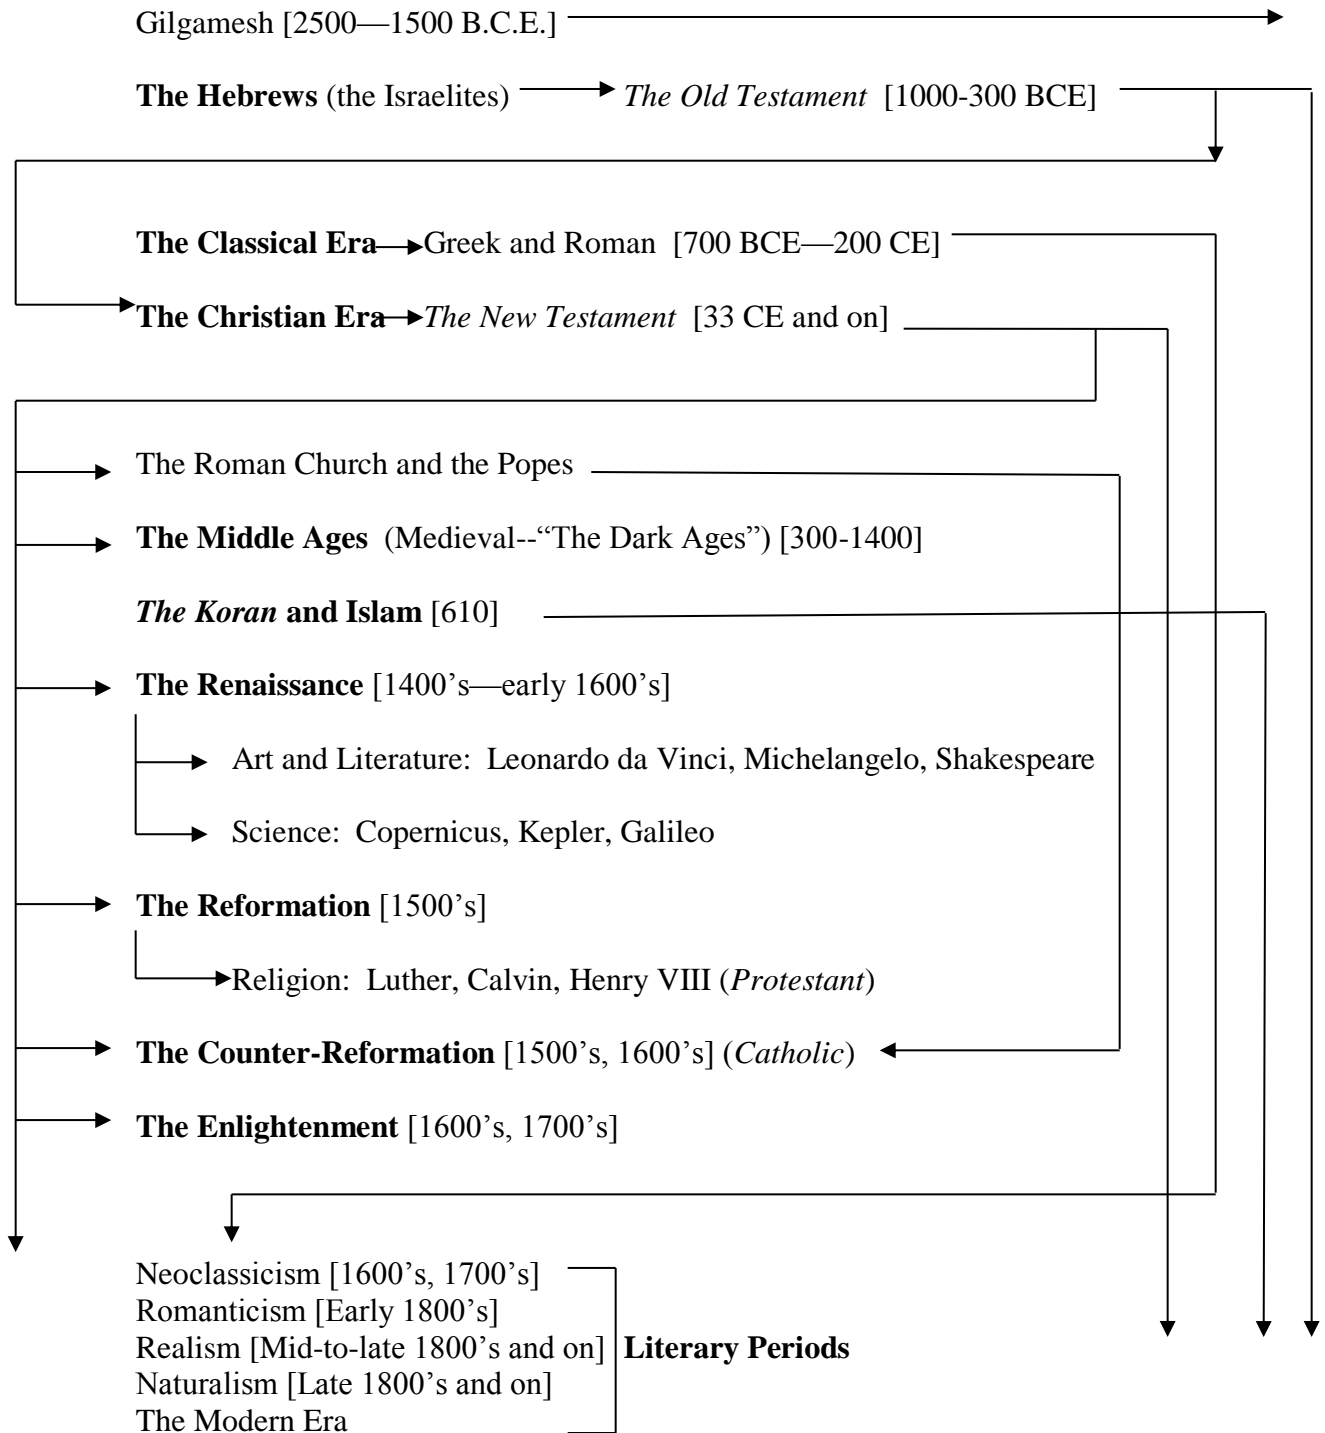 Gilgamesh [2500—1500 B.C.E.]
The Hebrews (the Israelites) The Old Testament [1000-300 BCE]
The Classical Era Greek and Roman [700 BCE—200 CE]
The Christian Era The New Testament [33 CE and on]
The Roman Church and the Popes
The Middle Ages (Medieval--“The Dark Ages”) [300-1400]
The Koran and Islam [610]
The Renaissance [1400’s—early 1600’s]
Art and Literature: Leonardo da Vinci, Michelangelo, Shakespeare
Science: Copernicus, Kepler, Galileo
The Reformation [1500’s]
Religion: Luther, Calvin, Henry VIII (Protestant)
The Counter-Reformation [1500’s, 1600’s] (Catholic)
The Enlightenment [1600’s, 1700’s]
Neoclassicism [1600’s, 1700’s]
Romanticism [Early 1800’s]
Realism [Mid-to-late 1800’s and on] Literary Periods
Naturalism [Late 1800’s and on]
The Modern Era